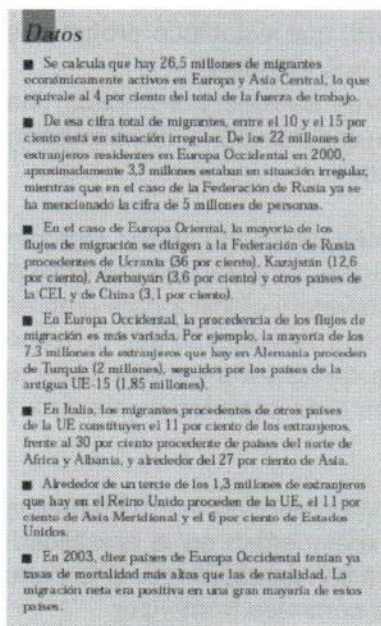 Datos
■ Se calcula que hay 26,5 millones de migrantes
económicamente activos en Europa y Asia Central, lo que
equivale al 4 por ciento del total de la fuerza de trabajo.
■ De esa cifra total de migrantes, entre el 10 y el 15 por
ciento está en situación irregular. De los 22 millones de
extranjeros residentes en Europa Occidental en 2000,
aproximadamente 3,3 millones estaban en situación irregular,
mientras que en el caso de la Federación de Rusia ya se
ha mencionado la cifra de 5 millones de personas.
■ En el caso de Europa Oriental, la mayoría de los
flujos de migración se dirigen a la Federación de Rusia
procedentes de Ucrania (36 por ciento), Kazajstán (12,6
por ciento), Azerbaiyán (3,6 por ciento) y otros países de
la CEI, y de China (3,1 por ciento).
■ En Europa Occidental, la procedencia de los flujos de
migración es más variada. Por ejemplo, la mayoría de los
7,3 millones de extranjeros que hay en Alemania proceden
de Turquía (2 millones), seguidos por los países de la
antigua UE-15 (1,85 millones).
■ En Italia, los migrantes procedentes de otros países
de la UE constituyen el 11 por ciento de los extranjeros,
frente al 30 por ciento procedente de países del norte de
Africa y Albania, y alrededor del 27 por ciento de Asia.
■ Alrededor de un tercio de los 1,3 millones de extranjeros
que hay en el Reino Unido proceden de la UE, el 11 por
ciento de Asia Meridional y el 6 por ciento de Estados
Unidos.
■ En 2003, diez países de Europa Occidental tenían ya
tasas de mortalidad más altas que las de natalidad. La
migración neta era positiva en una gran mayoría de estos
países.